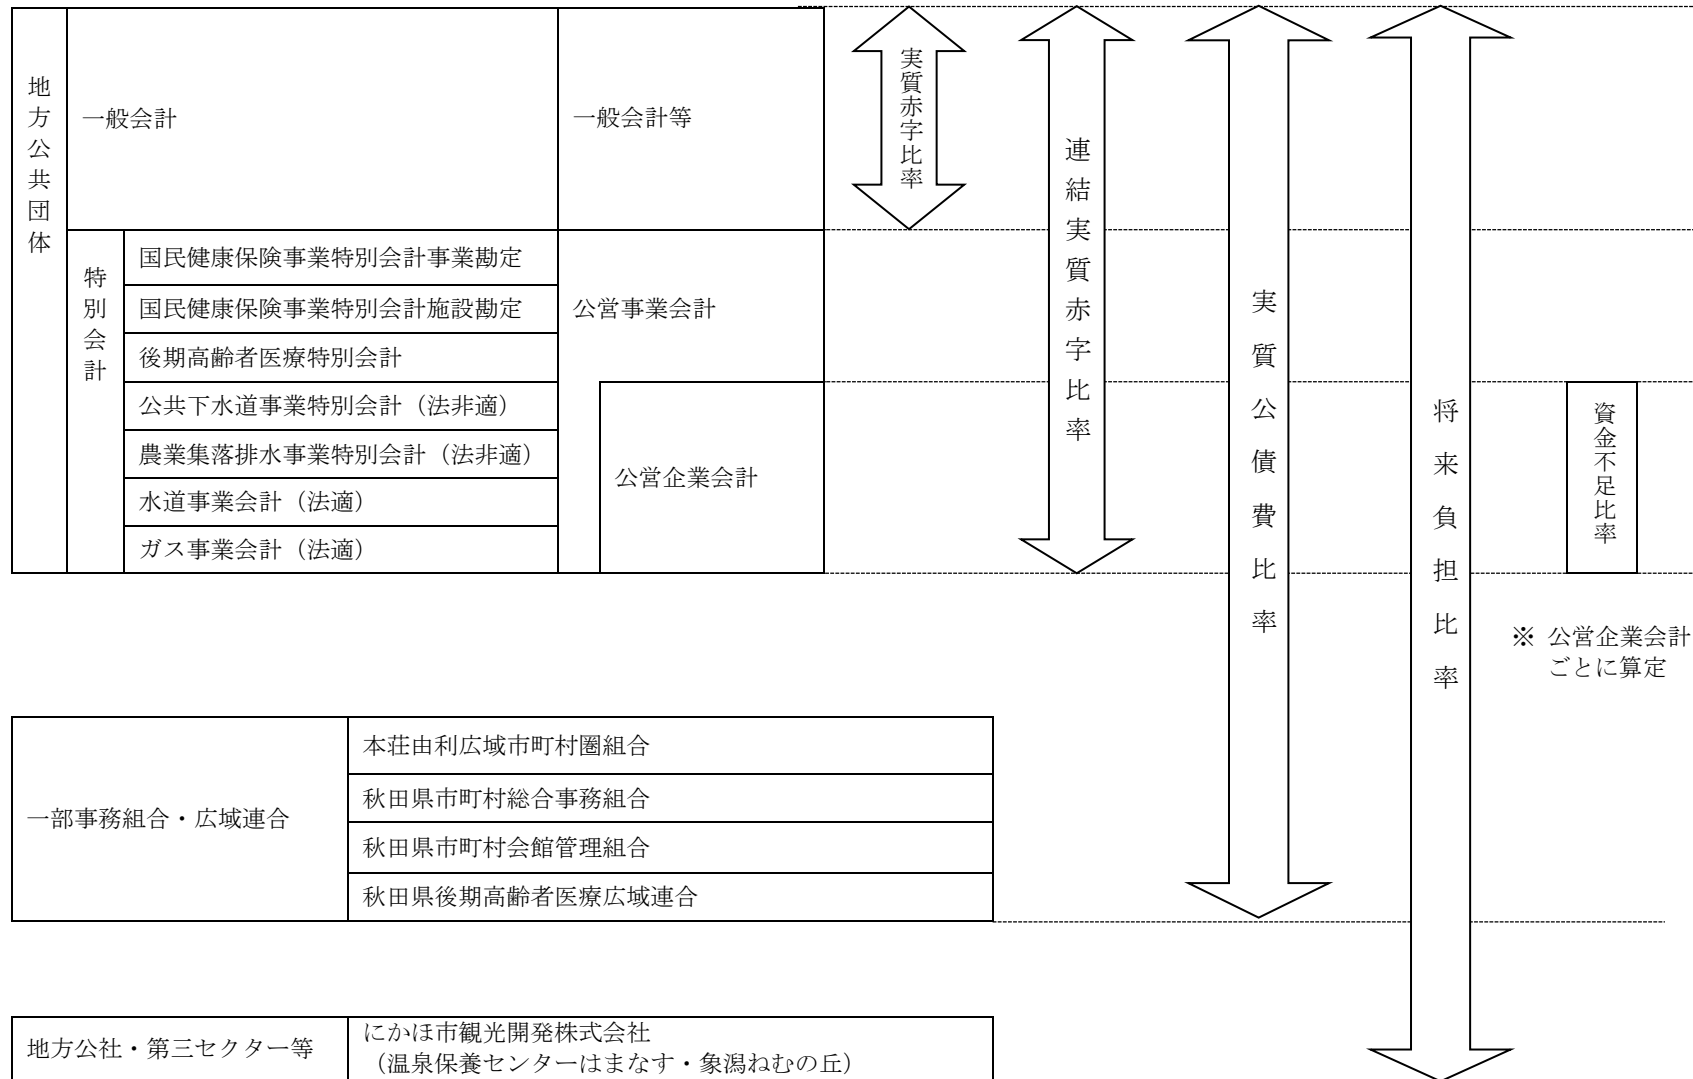 地方公共団体
一般会計
一般会計等
特別会計
国民健康保険事業特別会計事業勘定
国民健康保険事業特別会計施設勘定
後期高齢者医療特別会計
公共下水道事業特別会計（法非適）
農業集落排水事業特別会計（法非適）
水道事業会計（法適）
ガス事業会計（法適）
公営事業会計
公営企業会計
実質赤字比率
連結実質赤字比率
実質公債費比率
将来負担比率
資金不足比率
※ 公営企業会計
ごとに算定
一部事務組合・広域連合
本荘由利広域市町村圏組合
秋田県市町村総合事務組合
秋田県市町村会館管理組合
秋田県後期高齢者医療広域連合
地方公社・第三セクター等
にかほ市観光開発株式会社
（温泉保養センターはまなす・象潟ねむの丘）